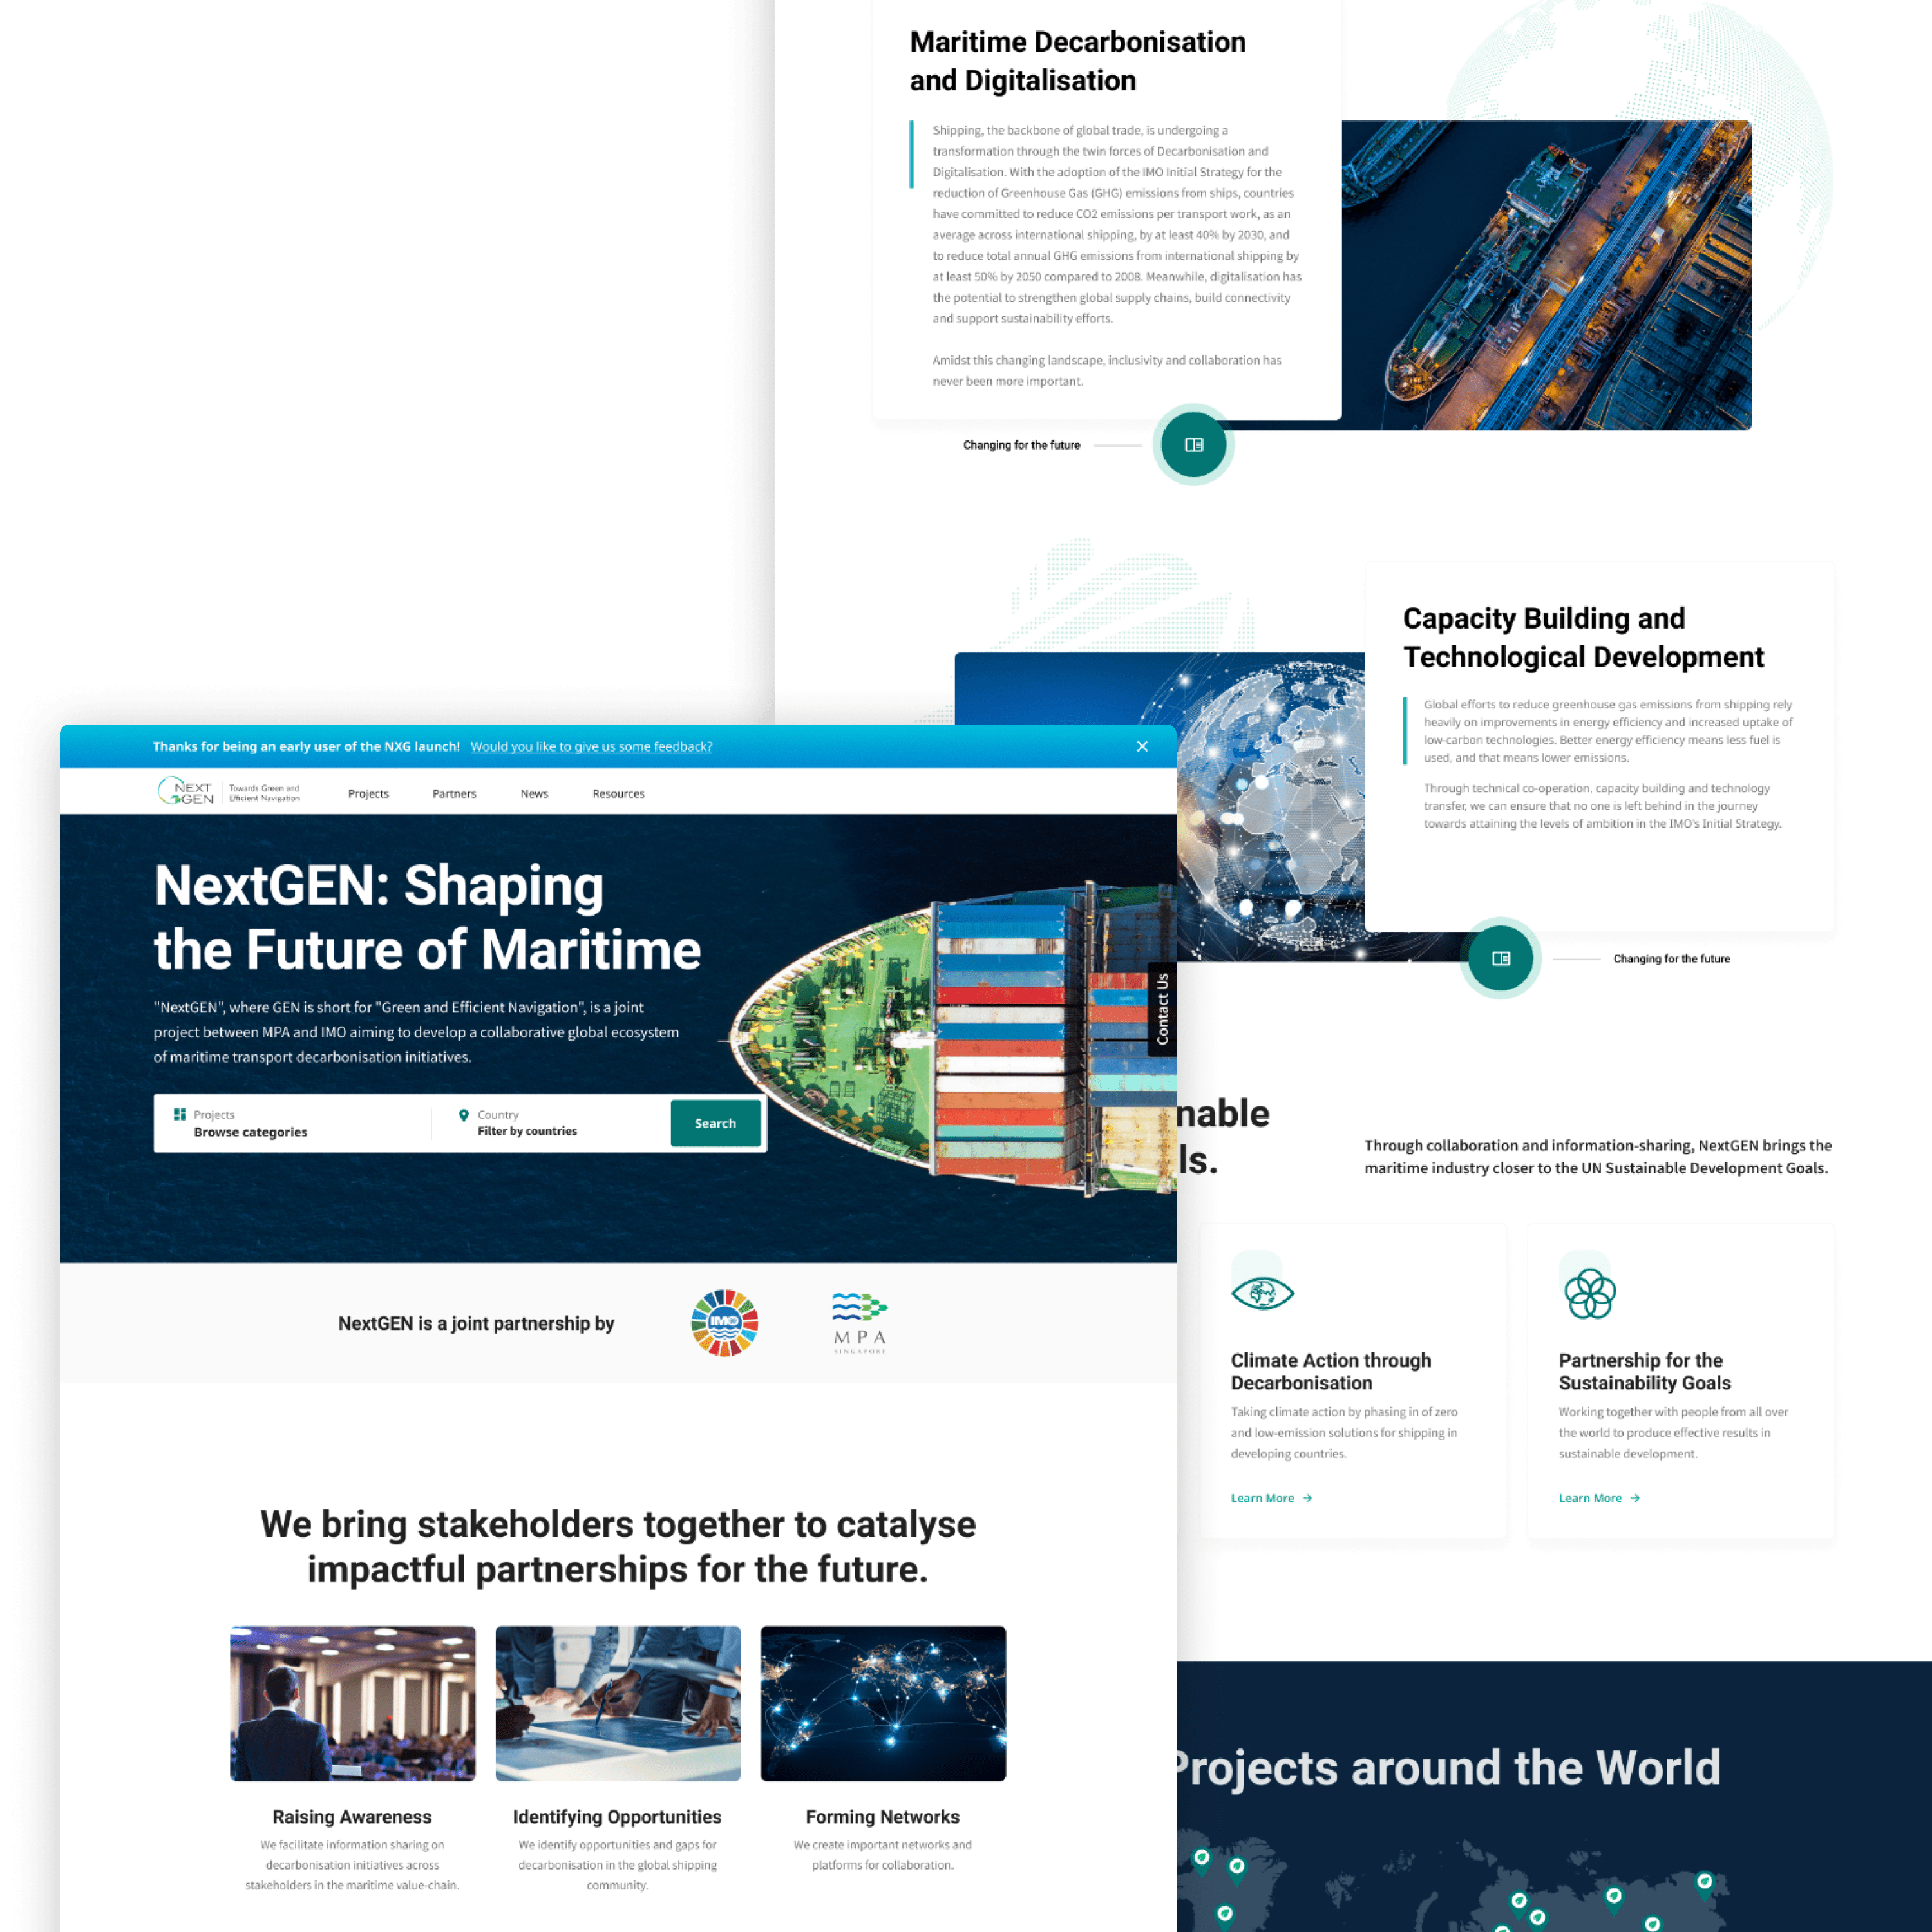 Maritime Decarbonisation
and Digitalisation
Shipping, the backbone of global trade, is undergoing a
transformation through the twin forces of Decarbonisation and
Digitalisation. With the adoption of the IMO Initial Strategy for the
reduction of Greenhouse Gas (GHG) emissions from ships, countries
have committed to reduce CO2 emissions per transport work, as an
average across international shipping, by at least 40% by 2030, and
to reduce total annual GHG emissions from international shipping by
at least 50% by 2050 compared to 2008. Meanwhile, digitalisation has
the potential to strengthen global supply chains, build connectivity
and support sustainability efforts.
Amidst this changing landscape, inclusivity and collaboration has
never been more important.
Changing for the future
Capacity Building and
Technological Development
Global efforts to reduce greenhouse gas emissions from shipping rely
heavily on improvements in energy efficiency and increased uptake of
low-carbon technologies. Better energy efficiency means less fuel is
used, and that means lower emissions.
Through technical co-operation, capacity building and technology
transfer, we can ensure that no one is left behind in the journey
towards attaining the levels of ambition in the IMO's Initial Strategy.
Changing for the future
nable
ls.
Through collaboration and information-sharing, NextGEN brings the
maritime industry closer to the UN Sustainable Development Goals.
Climate Action through
Decarbonisation
Taking climate action by phasing in of zero
and low-emission solutions for shipping in
developing countries.
Learn More
Partnership for the
Sustainability Goals
Working together with people from all over
the world to produce effective results in
sustainable development.
Learn More
Projects around the World
Thanks for being an early user of the NXG launch! Would you like to give us some feedback?
NEXT
GEN
Towards Green and
Efficient Navigation
Projects
Partners
News
Resources
NextGEN: Shaping
the Future of Maritime
"NextGEN", where GEN is short for "Green and Efficient Navigation", is a joint
project between MPA and IMO aiming to develop a collaborative global ecosystem
of maritime transport decarbonisation initiatives.
Projects
Browse categories
Country
Filter by countries
Search
Contact Us
NextGEN is a joint partnership by
IMO
MPA
SINGAPORE
We bring stakeholders together to catalyse
impactful partnerships for the future.
Raising Awareness
We facilitate information sharing on
decarbonisation initiatives across
stakeholders in the maritime value-chain.
Identifying Opportunities
We identify opportunities and gaps for
decarbonisation in the global shipping
community.
Forming Networks
We create important networks and
platforms for collaboration.